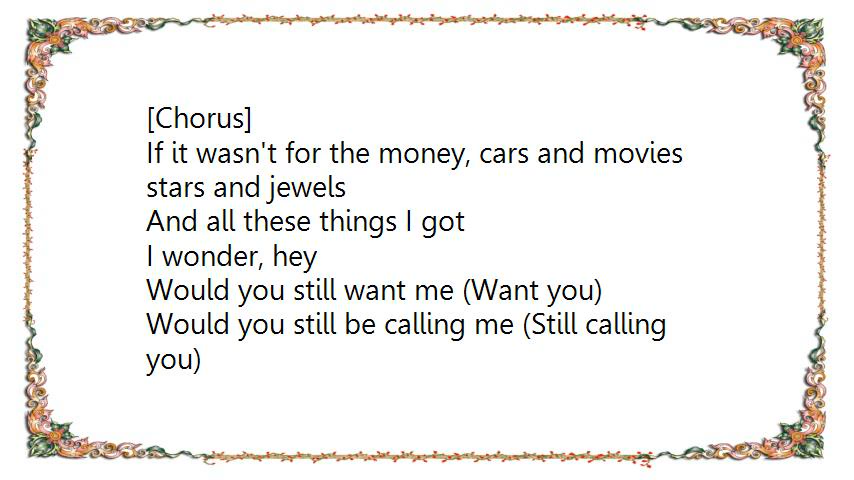 [Chorus]
If it wasn't for the money, cars and movies
stars and jewels
And all these things I got
I wonder, hey
Would you still want me (Want you)
Would you still be calling me (Still calling
you)